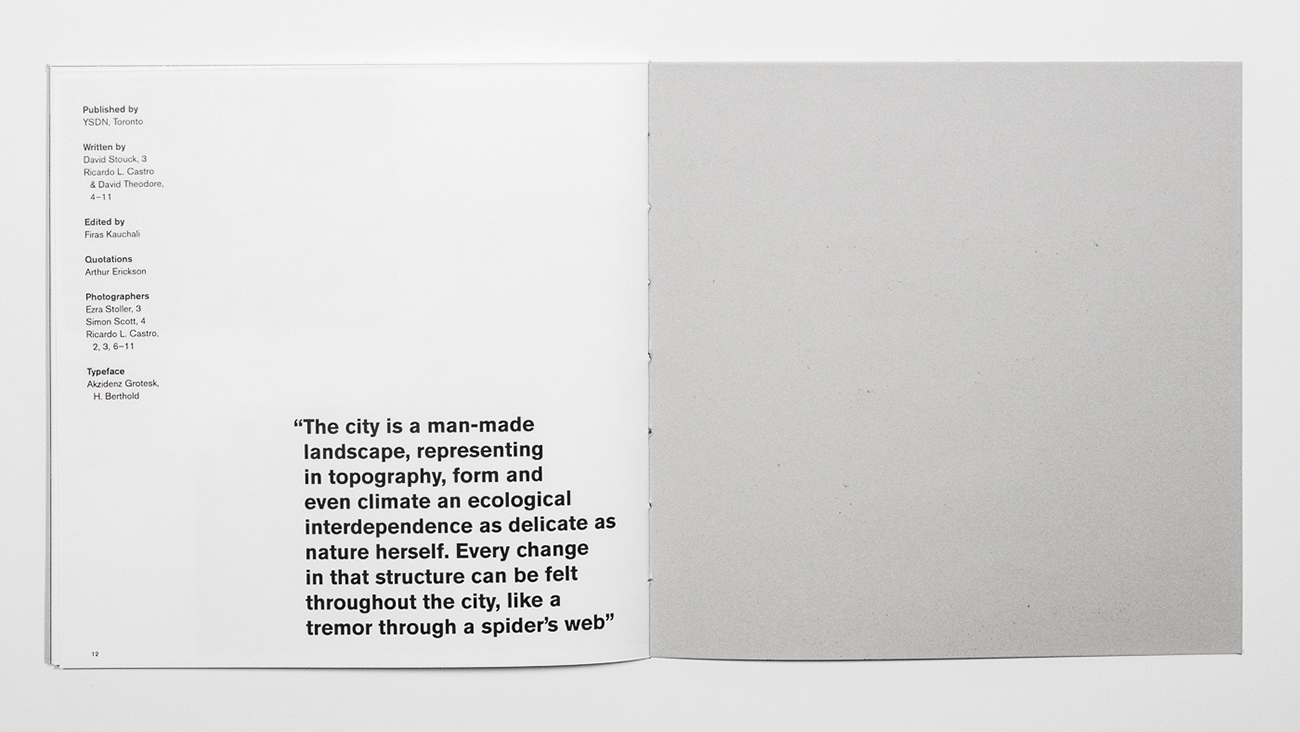 Published by
YSDN, Toronto
Written by
David Stouck, 3
Ricardo L. Castro
& David Theodore,
4–11
Edited by
Firas Kauchali
Quotations
Arthur Erickson
Photographers
Ezra Stoller, 3
Simon Scott, 4
Ricardo L. Castro,
2, 3, 6–11
Typeface
Akzidenz Grotesk,
H. Berthold
“The city is a man-made
landscape, representing
in topography, form and
even climate an ecological
interdependence as delicate as
nature herself. Every change
in that structure can be felt
throughout the city, like a
tremor through a spider’s web”
12